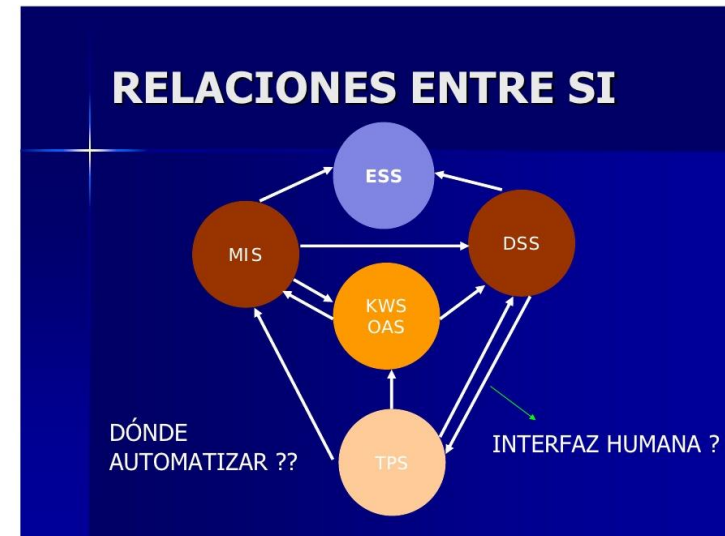 RELACIONES ENTRE SI
ESS
MIS
DSS
KWS
OAS
TPS
DÓNDE
AUTOMATIZAR ??
INTERFAZ HUMANA ?